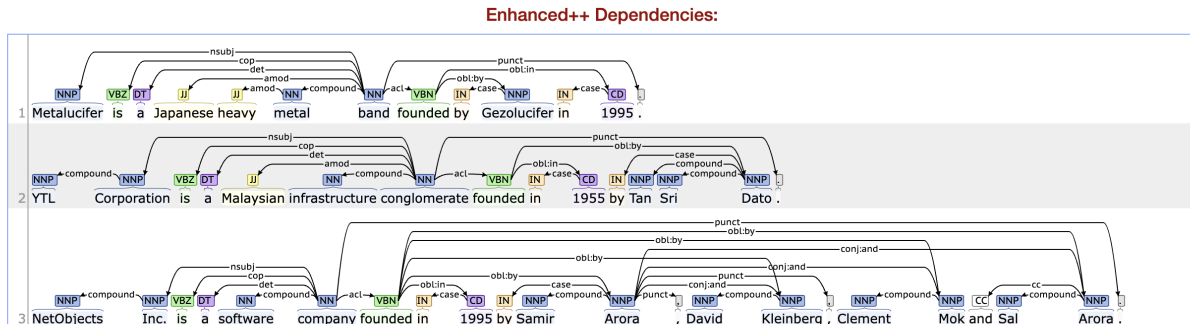 Enhanced++ Dependencies:
punct
nsubj obl:in
cop obl:by
det
amod
NNP VBZ DT JJ JJ amod NN compound NN acl VBN IN case NNP IN case CD .
1 Metalucifer is a Japanese heavy metal band founded by Gezolucifer in 1995 .
nsubj punct
cop obl:by
det case
amod obl:in compound
NNP compound NNP VBZ DT JJ NN compound NN acl VBN IN case CD IN NNP NNP compound NNP .
2 YTL Corporation is a Malaysian infrastructure conglomerate founded in 1955 by Tan Sri Dato .
punct
obl:by
obl:by
conj:and
obl:by
nsubj conj:and
cop obl:by punct
det obl:in case conj:and cc
NNP compound NNP VBZ DT NN compound NN acl VBN IN case CD IN NNP compound NNP punct , NNP compound NNP , NNP compound NNP CC NNP compound NNP .
3 NetObjects Inc. is a software company founded in 1995 by Samir Arora , David Kleinberg , Clement Mok and Sal Arora .